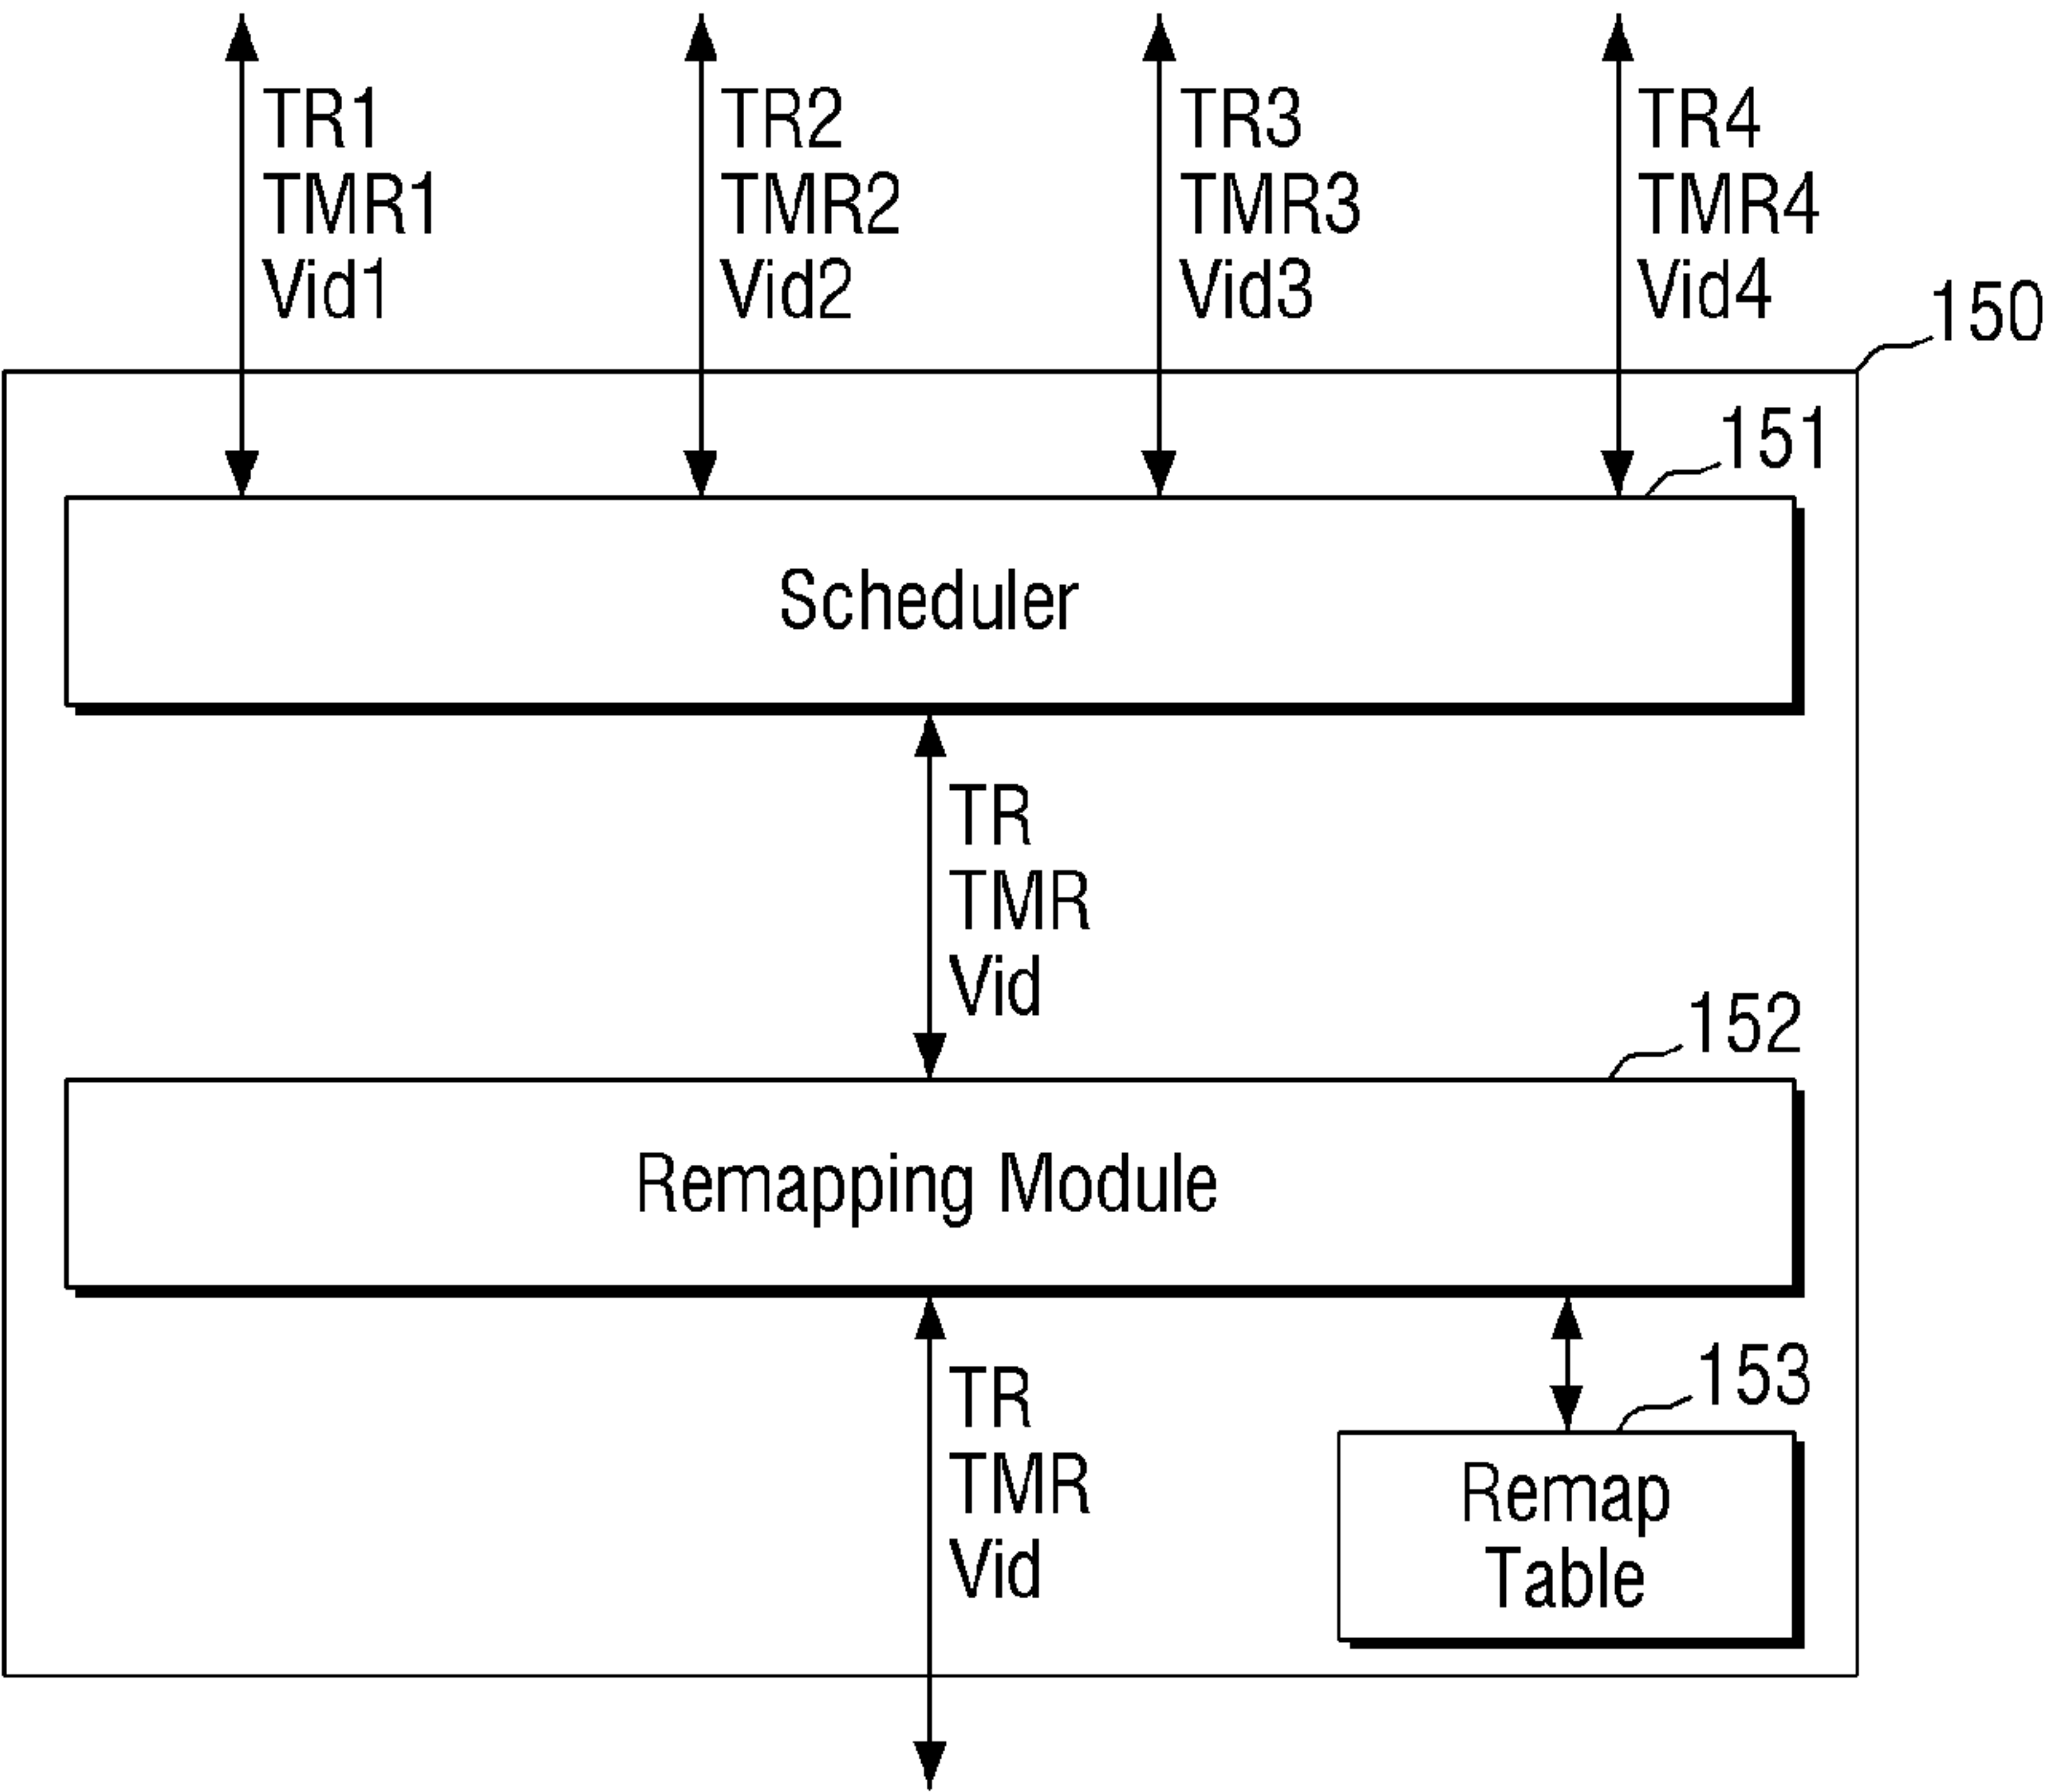 TR1
TMR1
Vid1
TR2
TMR2
Vid2
TR3
TMR3
Vid3
TR4
TMR4
Vid4
150
151
Scheduler
TR
TMR
Vid
152
Remapping Module
TR
TMR
Vid
153
Remap
Table